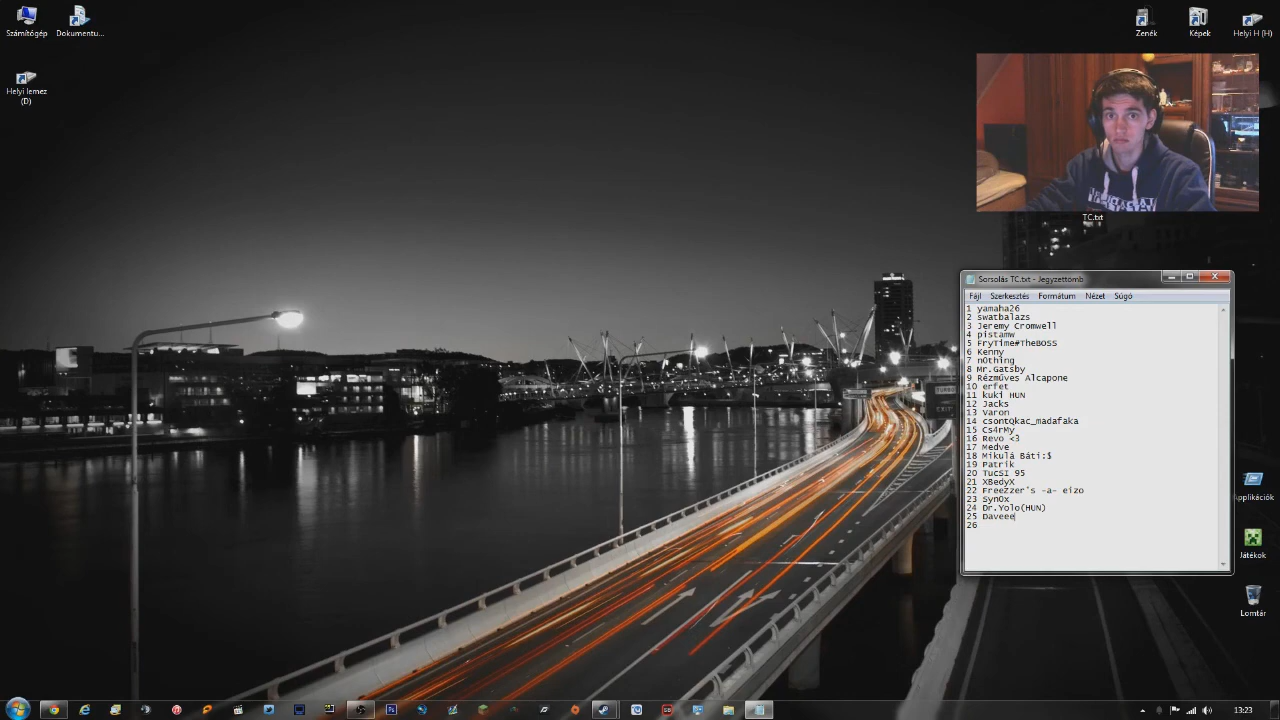 Számítógép
Dokumentu...
Zenék
Képek
Helyi H (H)
Helyi lemez
(D)
TC.txt
Sorsolás TC.txt - Jegyzettömb
Fájl Szerkesztés Formátum Nézet Súgó
1 yamaha26
2 swatbalazs
3 Jeremy Cromwell
4 pistamw
5 FryTime#TheBOSS
6 Kenny
7 n0thing
8 Mr.Gatsby
9 Rézműves Alcapone
10 erfet
11 kuki HUN
12 Jacks
13 Varon
14 csontQkac_madafaka
15 Cs4rMy
16 Revo <3
17 Medve
18 Mikulá Báti:$
19 Patrik
20 TucSI 95
21 XBedyX
22 Freezzer's -a- eizo
23 Syn0x
24 Dr.Yolo(HUN)
25 Daveee
26
Applikációk
Játékok
Lomtár
13:23